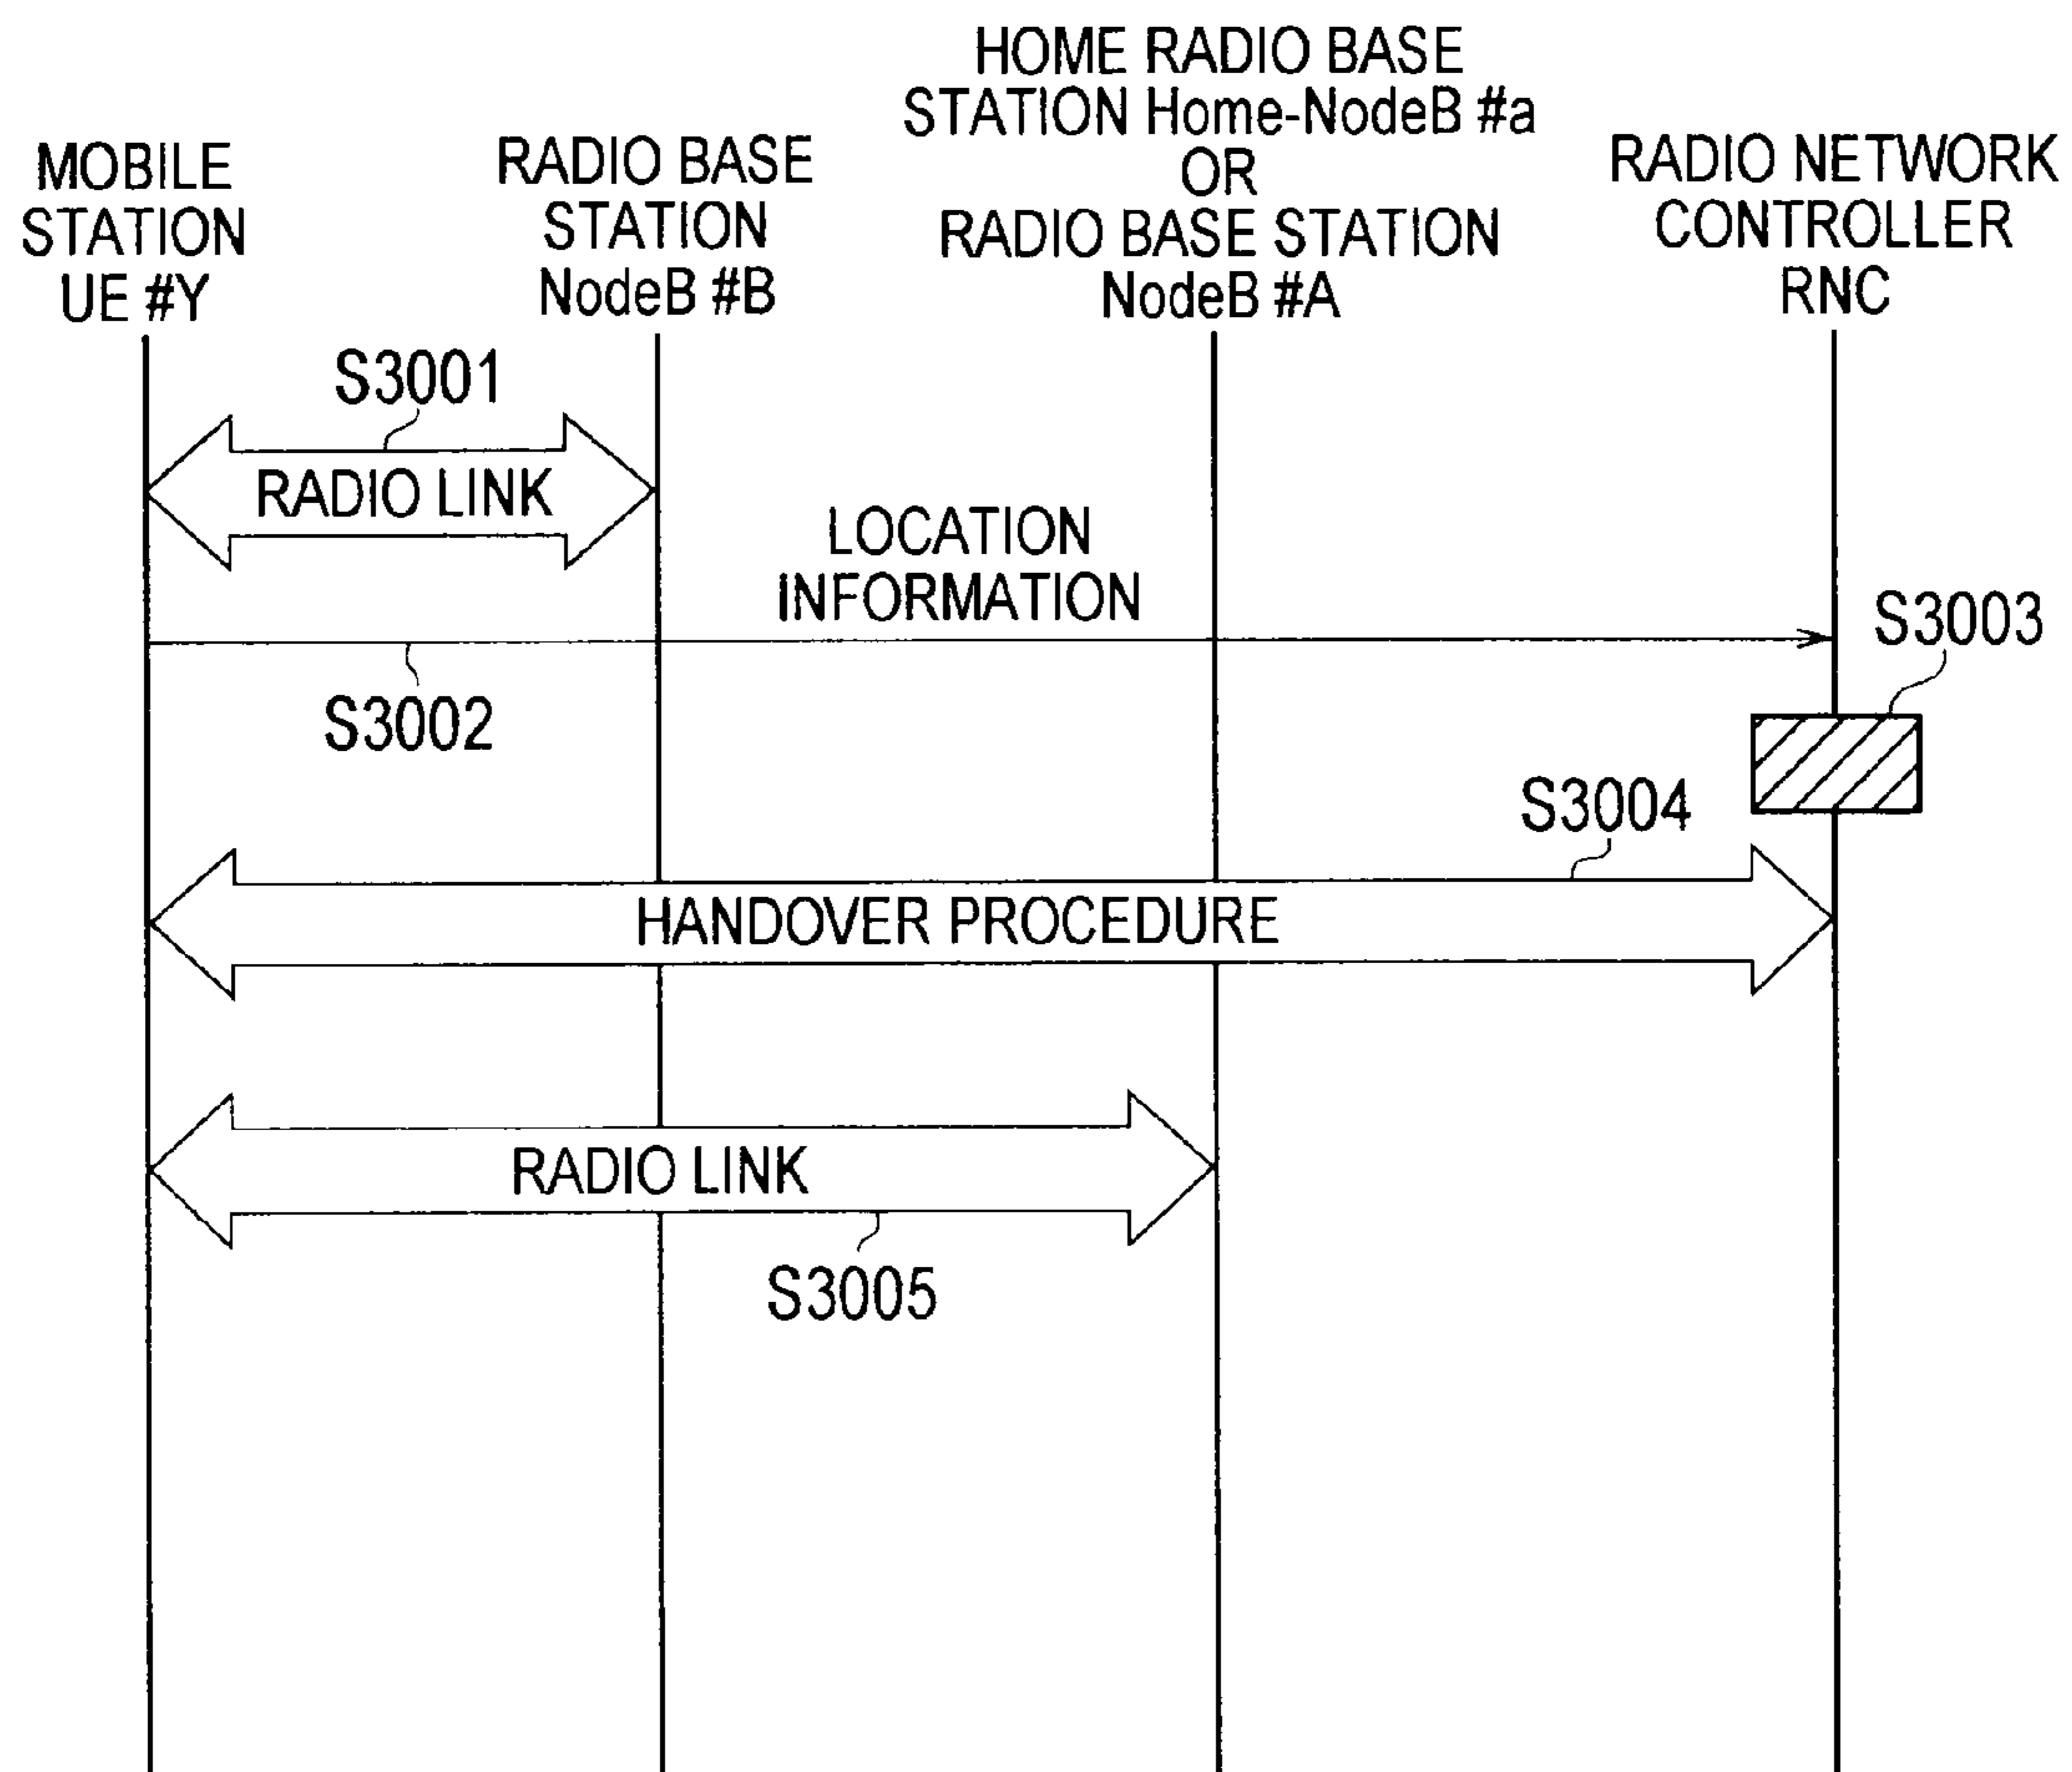 MOBILE
STATION
UE #Y
RADIO BASE
STATION
NodeB #B
HOME RADIO BASE
STATION Home-NodeB #a
OR
RADIO BASE STATION
NodeB #A
RADIO NETWORK
CONTROLLER
RNC
S3001
RADIO LINK
LOCATION
INFORMATION
S3002
S3003
S3004
HANDOVER PROCEDURE
RADIO LINK
S3005